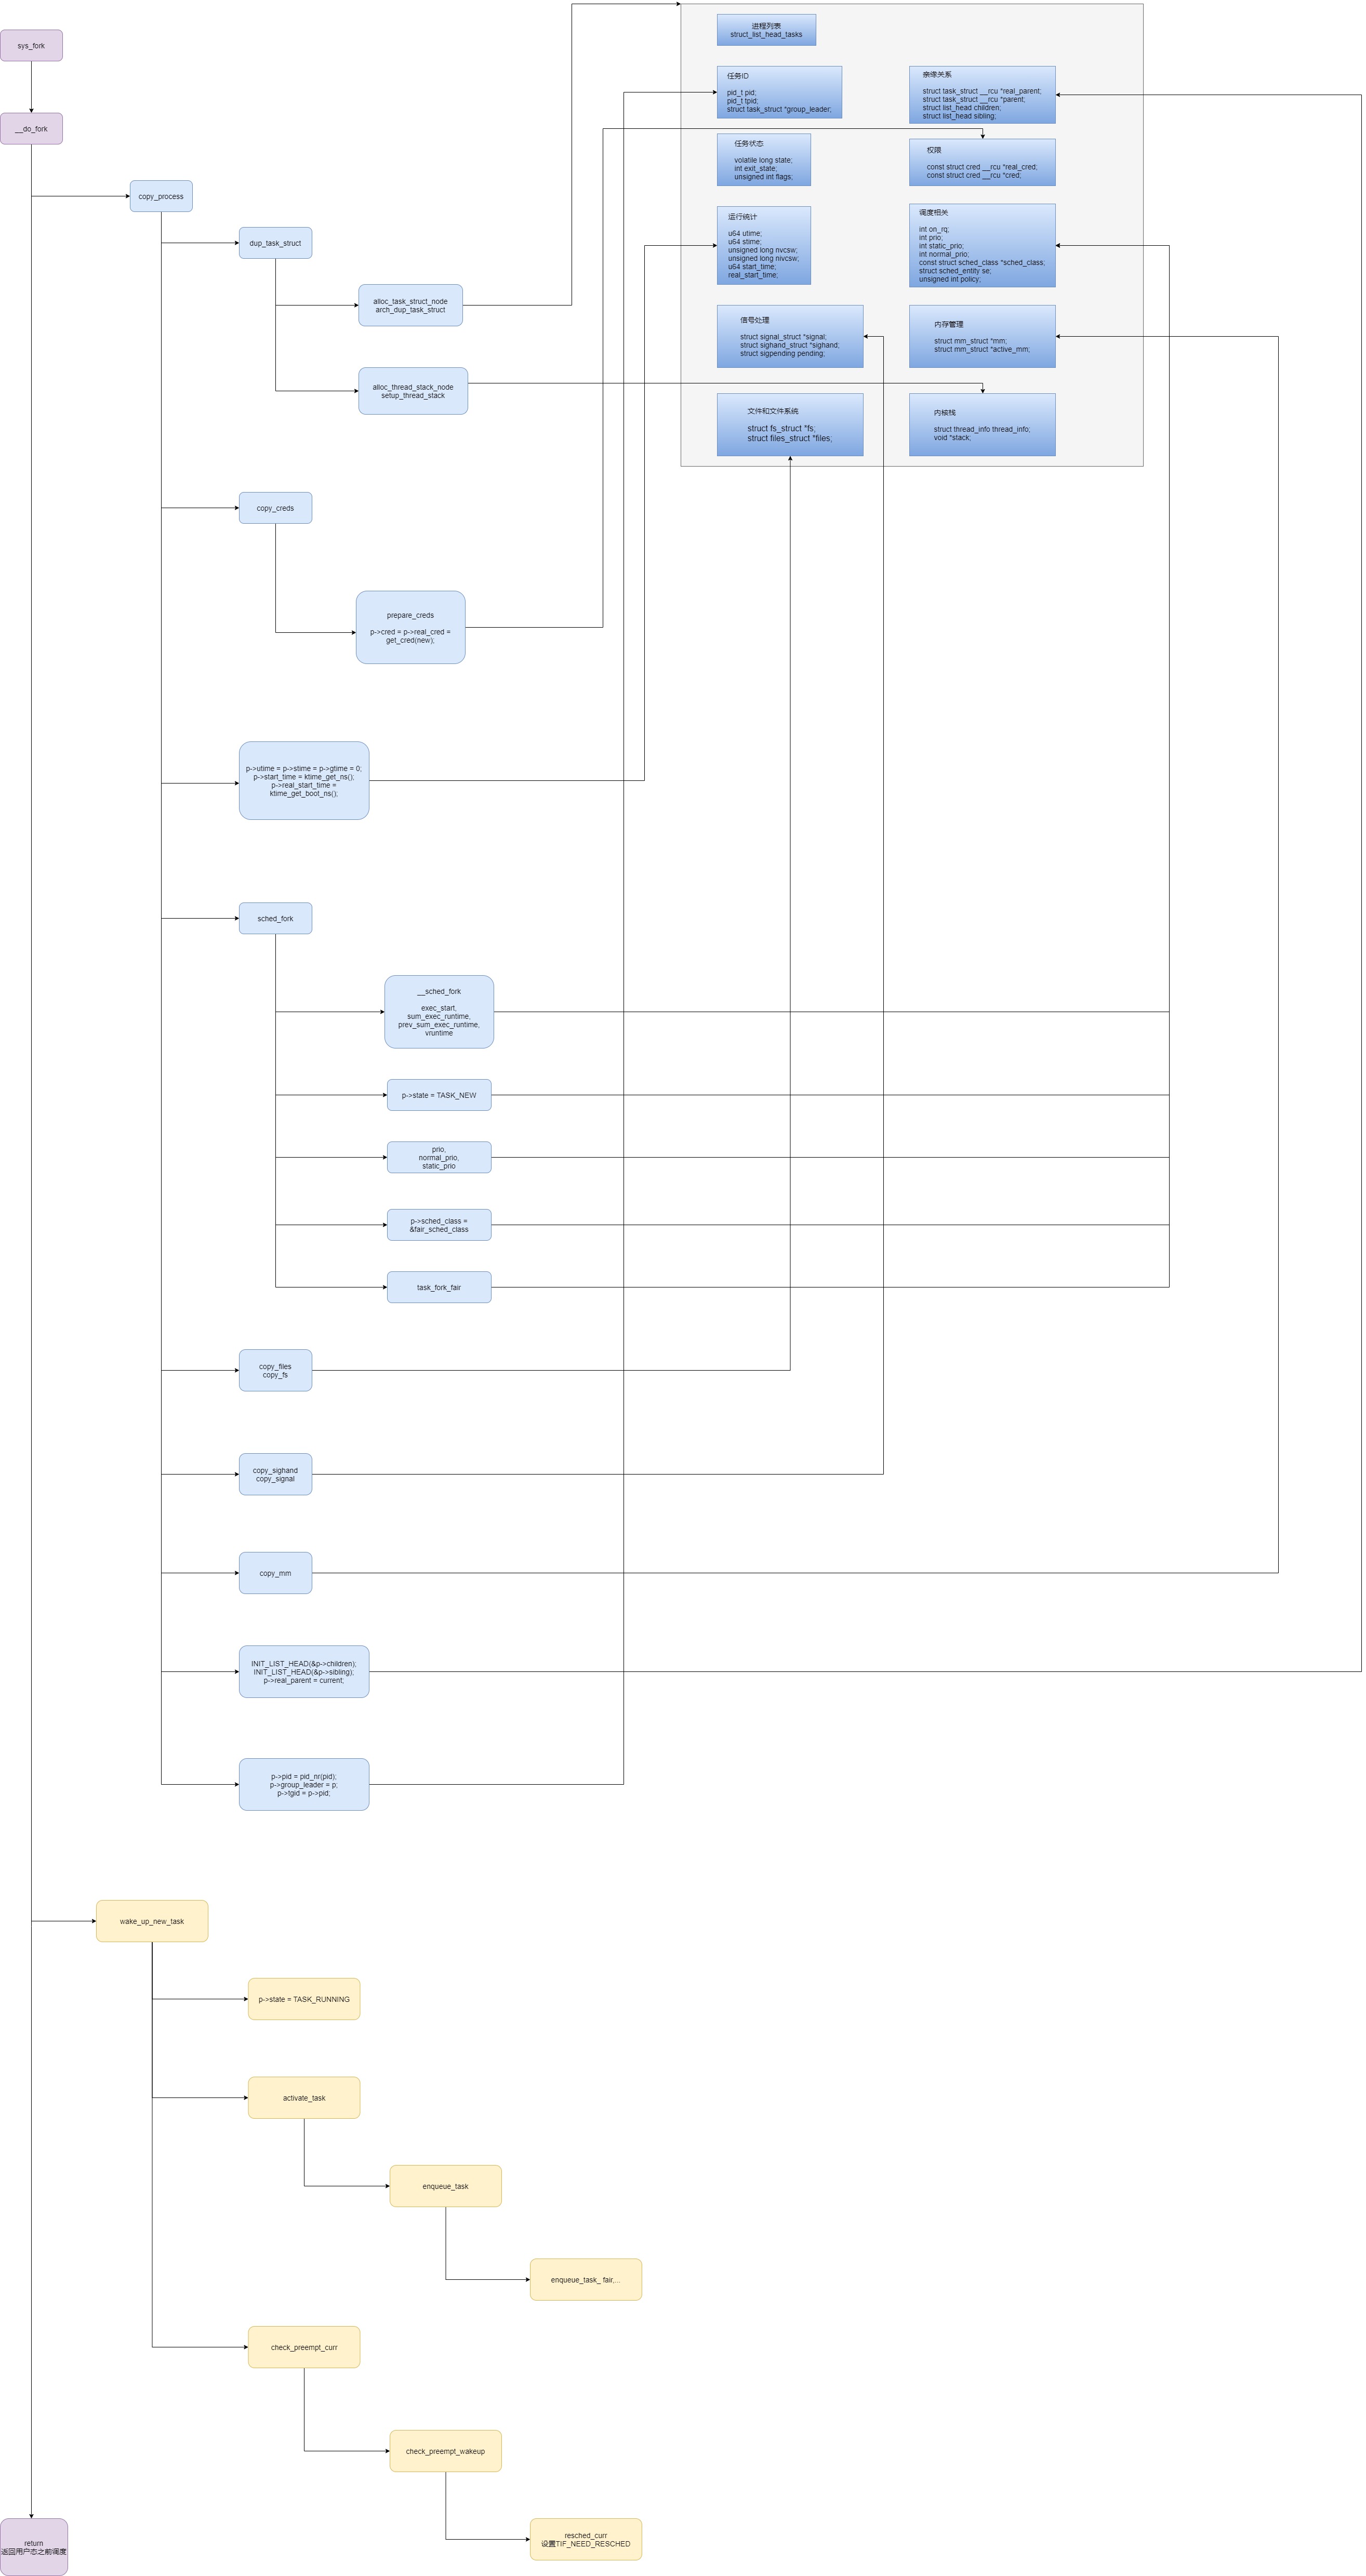 sys_fork
__do_fork
copy_process
dup_task_struct
alloc_task_struct_node
arch_dup_task_struct
alloc_thread_stack_node
setup_thread_stack
copy_creds
prepare_creds
p->cred = p->real_cred =
get_cred(new);
p->utime = p->stime = p->gtime = 0;
p->start_time = ktime_get_ns();
p->real_start_time =
ktime_get_boot_ns();
sched_fork
__sched_fork
exec_start,
sum_exec_runtime,
prev_sum_exec_runtime,
vruntime
p->state = TASK_NEW
prio,
normal_prio,
static_prio
p->sched_class =
&fair_sched_class
task_fork_fair
copy_files
copy_fs
copy_sighand
copy_signal
copy_mm
INIT_LIST_HEAD(&p->children);
INIT_LIST_HEAD(&p->sibling);
p->real_parent = current;
p->pid = pid_nr(pid);
p->group_leader = p;
p->tgid = p->pid;
进程列表
struct_list_head_tasks
任务ID
pid_t pid;
pid_t tpid;
struct task_struct *group_leader;
亲缘关系
struct task_struct __rcu *real_parent;
struct task_struct __rcu *parent;
struct list_head children;
struct list_head sibling;
任务状态
volatile long state;
int exit_state;
unsigned int flags;
权限
const struct cred __rcu *real_cred;
const struct cred __rcu *cred;
运行统计
u64 utime;
u64 stime;
unsigned long nvcsw;
unsigned long nivcsw;
u64 start_time;
real_start_time;
调度相关
int on_rq;
int prio;
int static_prio;
int normal_prio;
const struct sched_class *sched_class;
struct sched_entity se;
unsigned int policy;
信号处理
struct signal_struct *signal;
struct sighand_struct *sighand;
struct sigpending pending;
内存管理
struct mm_struct *mm;
struct mm_struct *active_mm;
文件和文件系统
struct fs_struct *fs;
struct files_struct *files;
内核栈
struct thread_info thread_info;
void *stack;
wake_up_new_task
p->state = TASK_RUNNING
activate_task
enqueue_task
enqueue_task_ fair,...
check_preempt_curr
check_preempt_wakeup
resched_curr
设置TIF_NEED_RESCHED
return
返回用户态之前调度